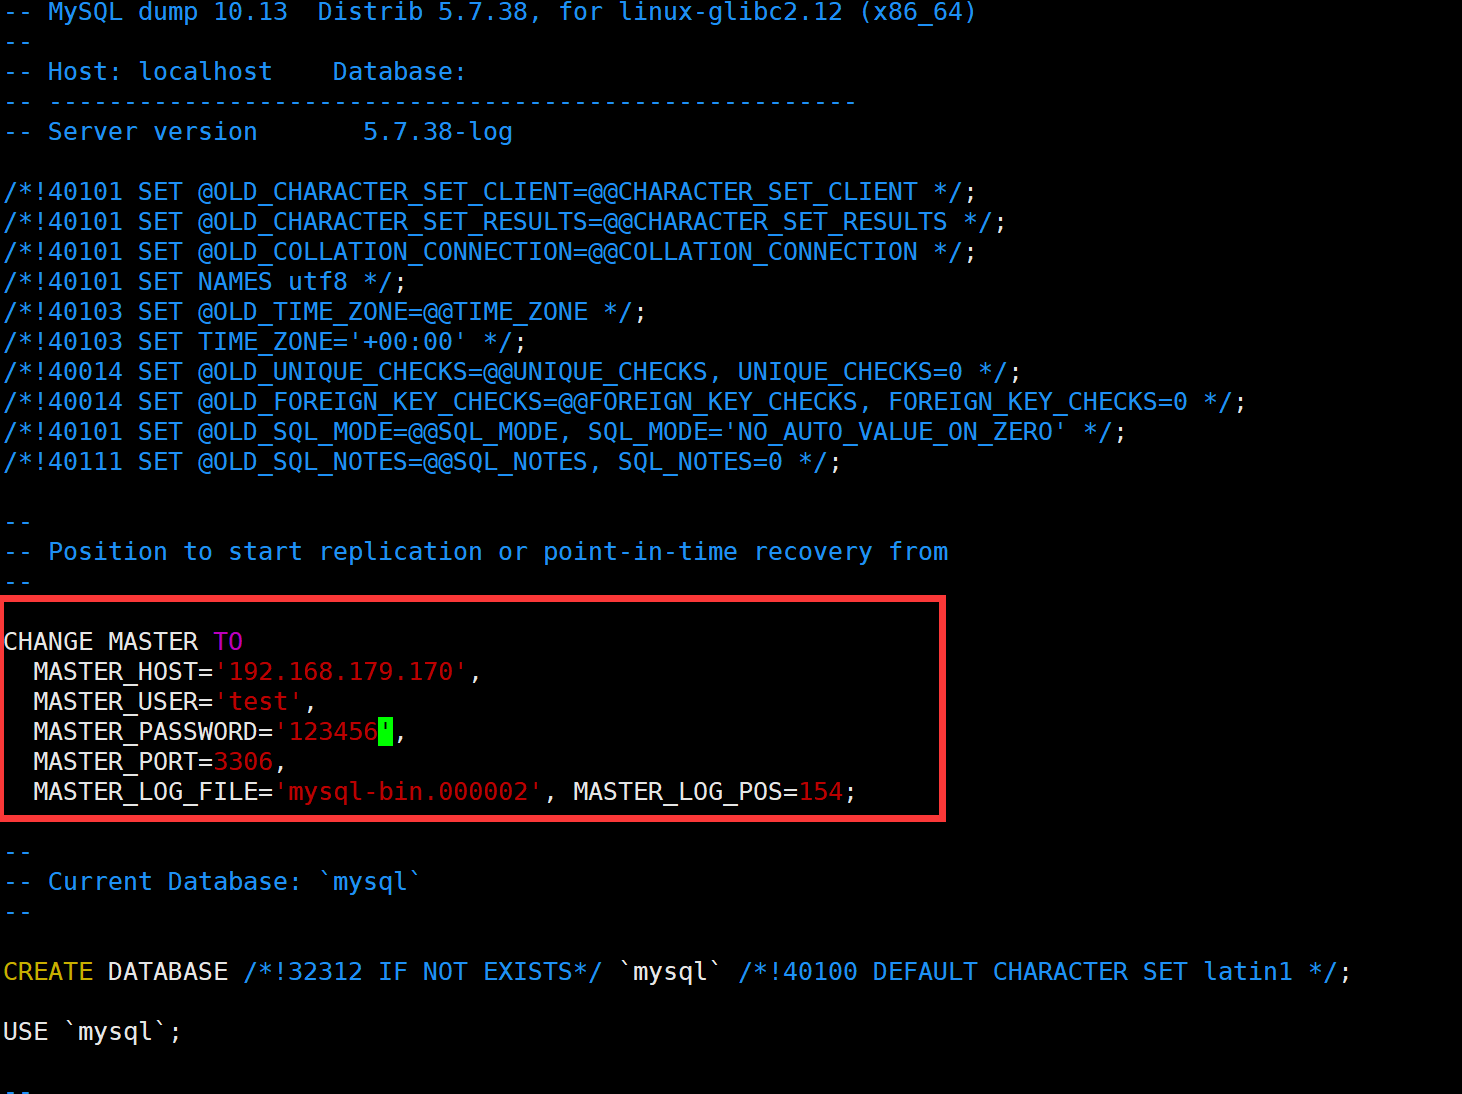 -- MySQL dump 10.13  Distrib 5.7.38, for linux-glibc2.12 (x86_64)
--
-- Host: localhost    Database:
-- ------------------------------------------------------
-- Server version       5.7.38-log

/*!40101 SET @OLD_CHARACTER_SET_CLIENT=@@CHARACTER_SET_CLIENT */;
/*!40101 SET @OLD_CHARACTER_SET_RESULTS=@@CHARACTER_SET_RESULTS */;
/*!40101 SET @OLD_COLLATION_CONNECTION=@@COLLATION_CONNECTION */;
/*!40101 SET NAMES utf8 */;
/*!40103 SET @OLD_TIME_ZONE=@@TIME_ZONE */;
/*!40103 SET TIME_ZONE='+00:00' */;
/*!40014 SET @OLD_UNIQUE_CHECKS=@@UNIQUE_CHECKS, UNIQUE_CHECKS=0 */;
/*!40014 SET @OLD_FOREIGN_KEY_CHECKS=@@FOREIGN_KEY_CHECKS, FOREIGN_KEY_CHECKS=0 */;
/*!40101 SET @OLD_SQL_MODE=@@SQL_MODE, SQL_MODE='NO_AUTO_VALUE_ON_ZERO' */;
/*!40111 SET @OLD_SQL_NOTES=@@SQL_NOTES, SQL_NOTES=0 */;

--
-- Position to start replication or point-in-time recovery from
--

CHANGE MASTER TO
  MASTER_HOST='192.168.179.170',
  MASTER_USER='test',
  MASTER_PASSWORD='123456',
  MASTER_PORT=3306,
  MASTER_LOG_FILE='mysql-bin.000002', MASTER_LOG_POS=154;

--
-- Current Database: `mysql`
--

CREATE DATABASE /*!32312 IF NOT EXISTS*/ `mysql` /*!40100 DEFAULT CHARACTER SET latin1 */;

USE `mysql`;

--